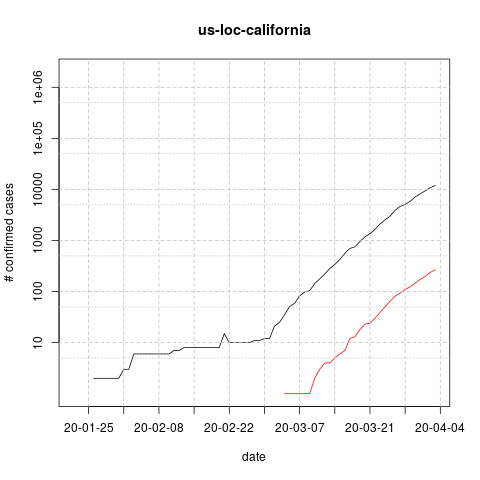 us-loc-california
# confirmed cases
1e+06
1e+05
10000
1000
100
10
20-01-25 20-02-08 20-02-22 20-03-07 20-03-21 20-04-04
date